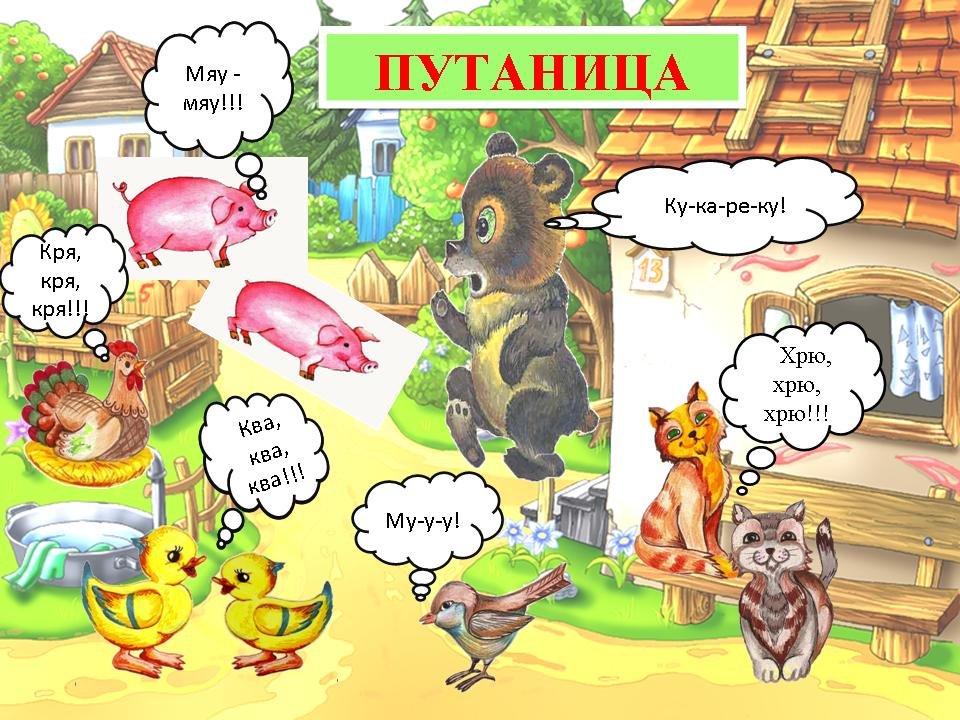 ПУТАНИЦА
Мяу -
мяу!!!
Ку-ка-ре-ку!
Кря,
кря,
кря!!!
13
Хрю,
хрю,
хрю!!!
Ква,
ква,
ква!!!
Му-у-у!